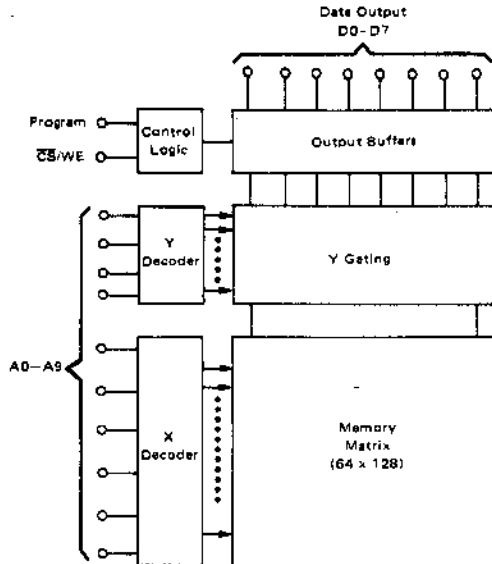 Data Output
D0-D7
Program
Control
Logic
Output Buffers
CS/WE
Y
Decoder
Y Gating
A0-A9
X
Decoder
Memory
Matrix
(64 x 128)